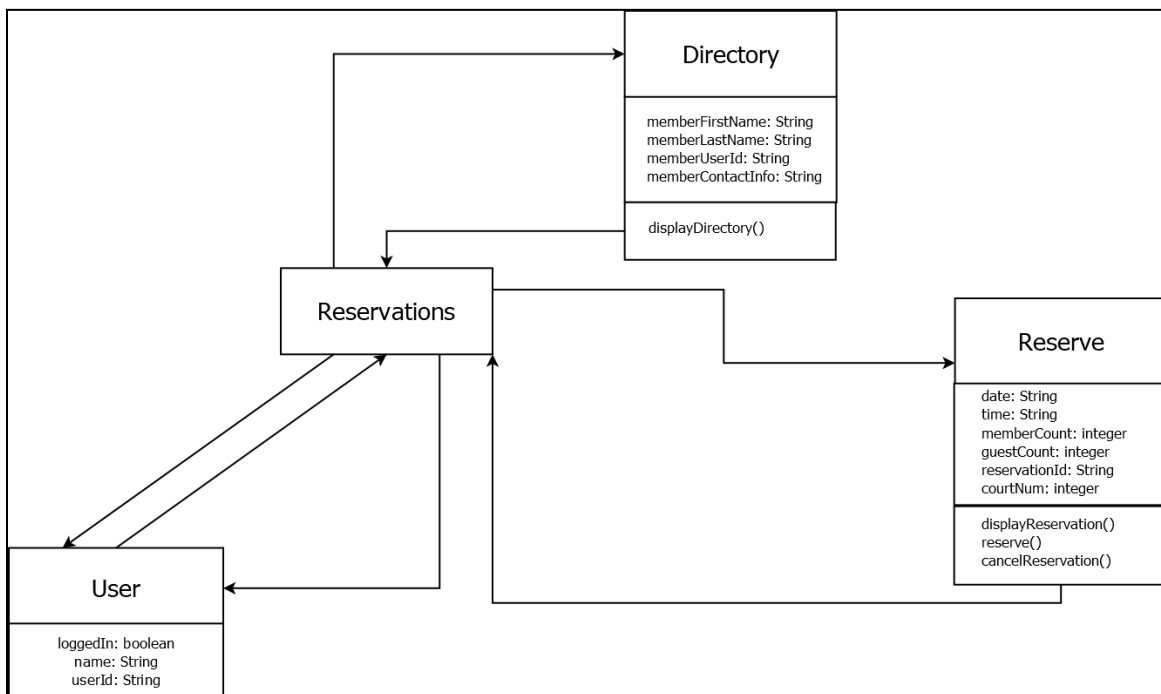 Directory
memberFirstName: String
memberLastName: String
memberUserId: String
memberContactInfo: String
displayDirectory()
Reservations
Reserve
date: String
time: String
memberCount: integer
guestCount: integer
reservationId: String
courtNum: integer
displayReservation()
reserve()
cancelReservation()
User
loggedIn: boolean
name: String
userId: String